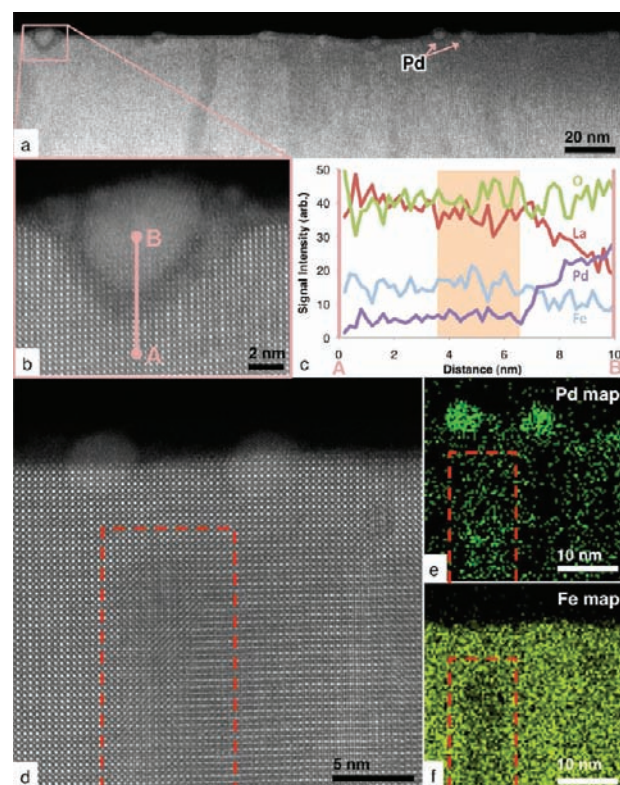 Pd
a
20 nm
B
A
b
2 nm
Signal Intensity (arb.)
50
40
30
20
10
0
O
La
Pd
Fe
0 2 4 6 8 10
A Distance (nm) B
c
Pd map
e
10 nm
Fe map
f
10 nm
d
5 nm